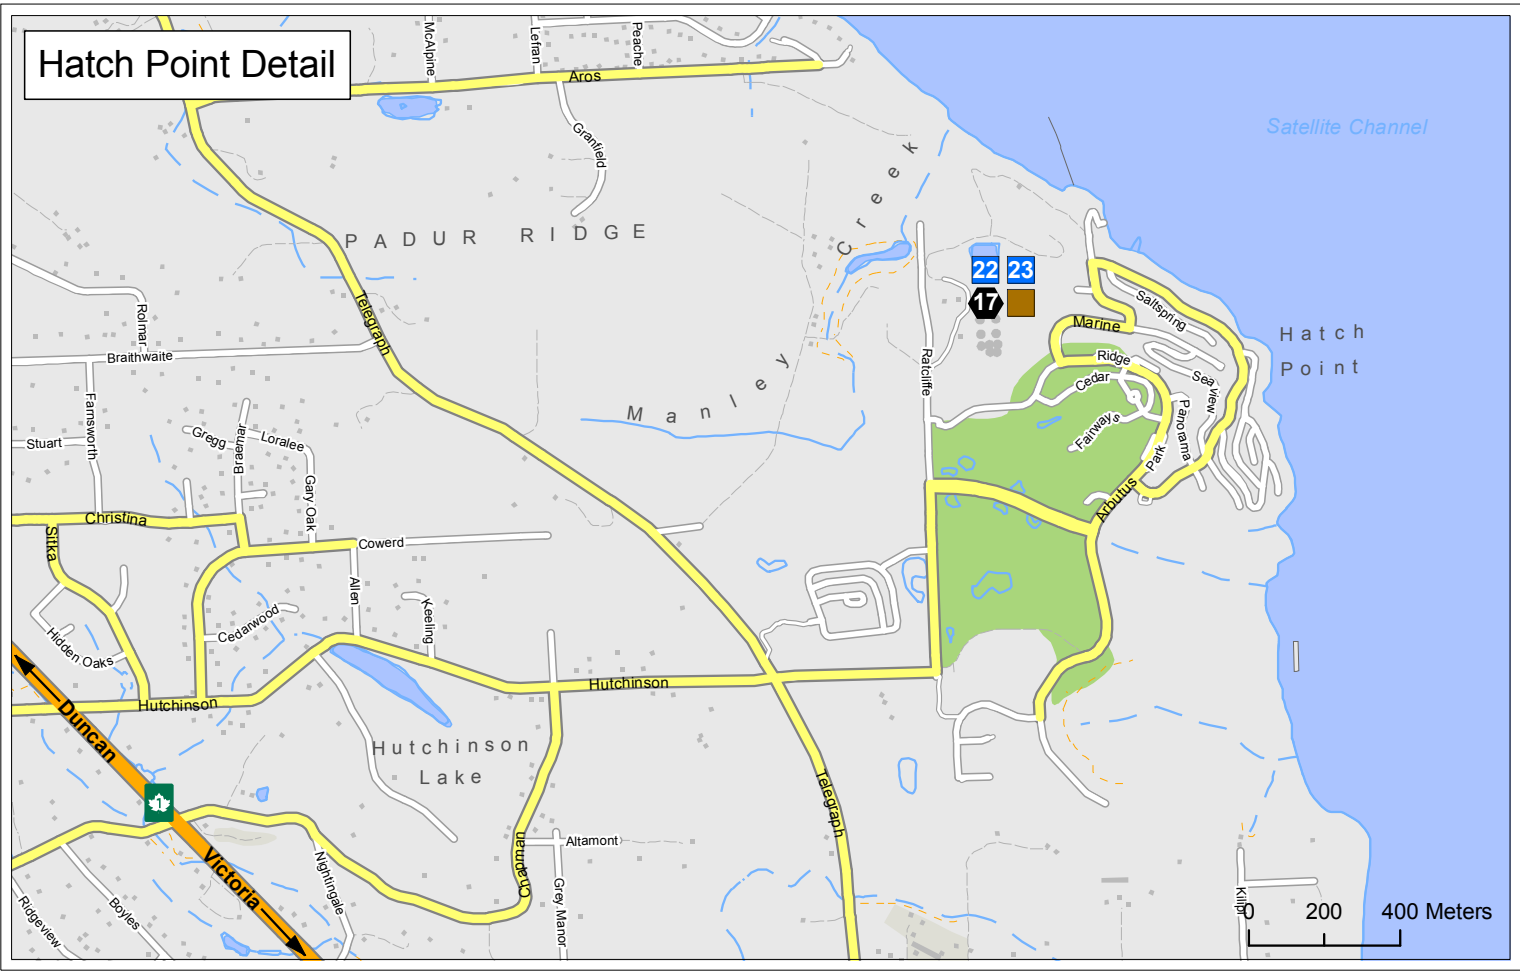 Hatch Point Detail
McAlpine
Lefran
Peache
Aros
Granfield
Satellite Channel
Creek
PADUR RIDGE
22 23
17
Telegraph
Rolmar
Braithwaite
Saltspring
Marine
Hatch
Point
Ridge
Cedar
Sea View
Ratcliffe
Manley
Farnsworth
Panorama
Fairways
Stuart
Gregg
Braemar
Loralee
Park
Gary Oak
Arbutus
Christina
Sitka
Cowerd
Allen
Keeling
Cedarwood
Hidden Oaks
Hutchinson
Hutchinson
Duncan
Hutchinson
Lake
1
Telegraph
Victoria
Chapman
Altamont
Nightingale
Grey Manor
Boyles
Ridgeview
0 200 400 Meters